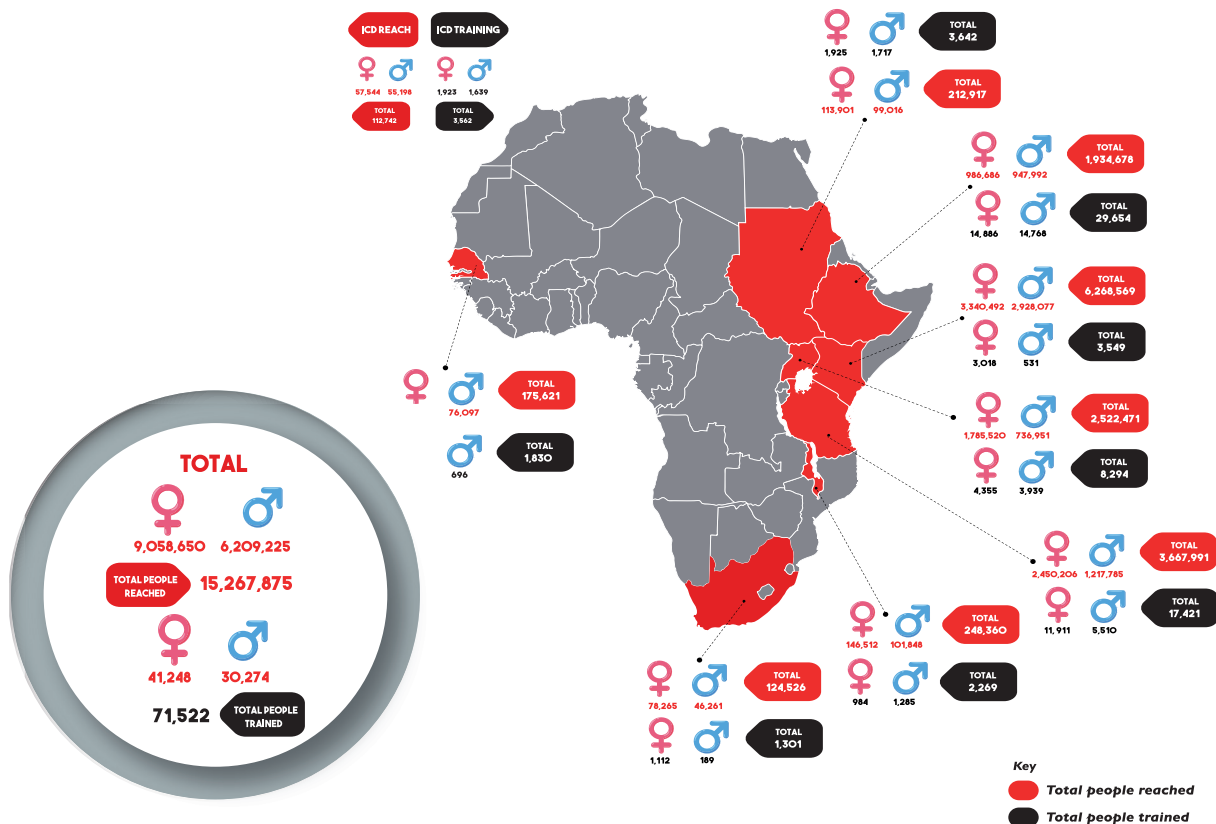 ICD REACH
ICD TRAINING
57,544 55,198
1,923 1,639
TOTAL
112,742
TOTAL
3,562
1,925 1,717
TOTAL
3,642
113,901 99,016
TOTAL
212,917
986,686 947,992
TOTAL
1,934,678
14,886 14,768
TOTAL
29,654
3,340,492 2,928,077
TOTAL
6,268,569
3,018 531
TOTAL
3,549
1,785,520 736,951
TOTAL
2,522,471
4,355 3,939
TOTAL
8,294
2,450,206 1,217,785
TOTAL
3,667,991
11,911 5,510
TOTAL
17,421
146,512 101,848
TOTAL
248,360
984 1,285
TOTAL
2,269
78,265 46,261
TOTAL
124,526
1,112 189
TOTAL
1,301
76,097
TOTAL
175,621
696
TOTAL
1,830
TOTAL
9,058,650 6,209,225
TOTAL PEOPLE
REACHED
15,267,875
41,248 30,274
71,522
TOTAL PEOPLE
TRAINED
Key
Total people reached
Total people trained